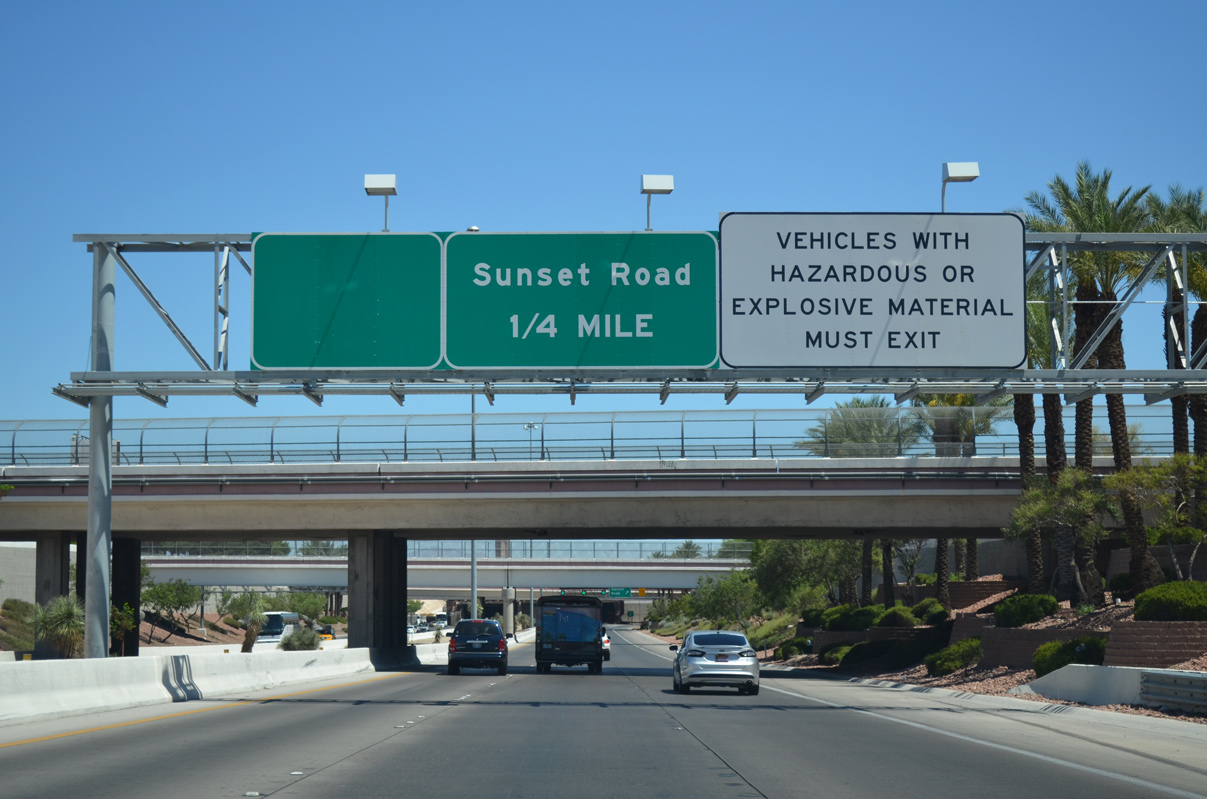 Sunset Road
1/4 MILE
VEHICLES WITH
HAZARDOUS OR
EXPLOSIVE MATERIAL
MUST EXIT